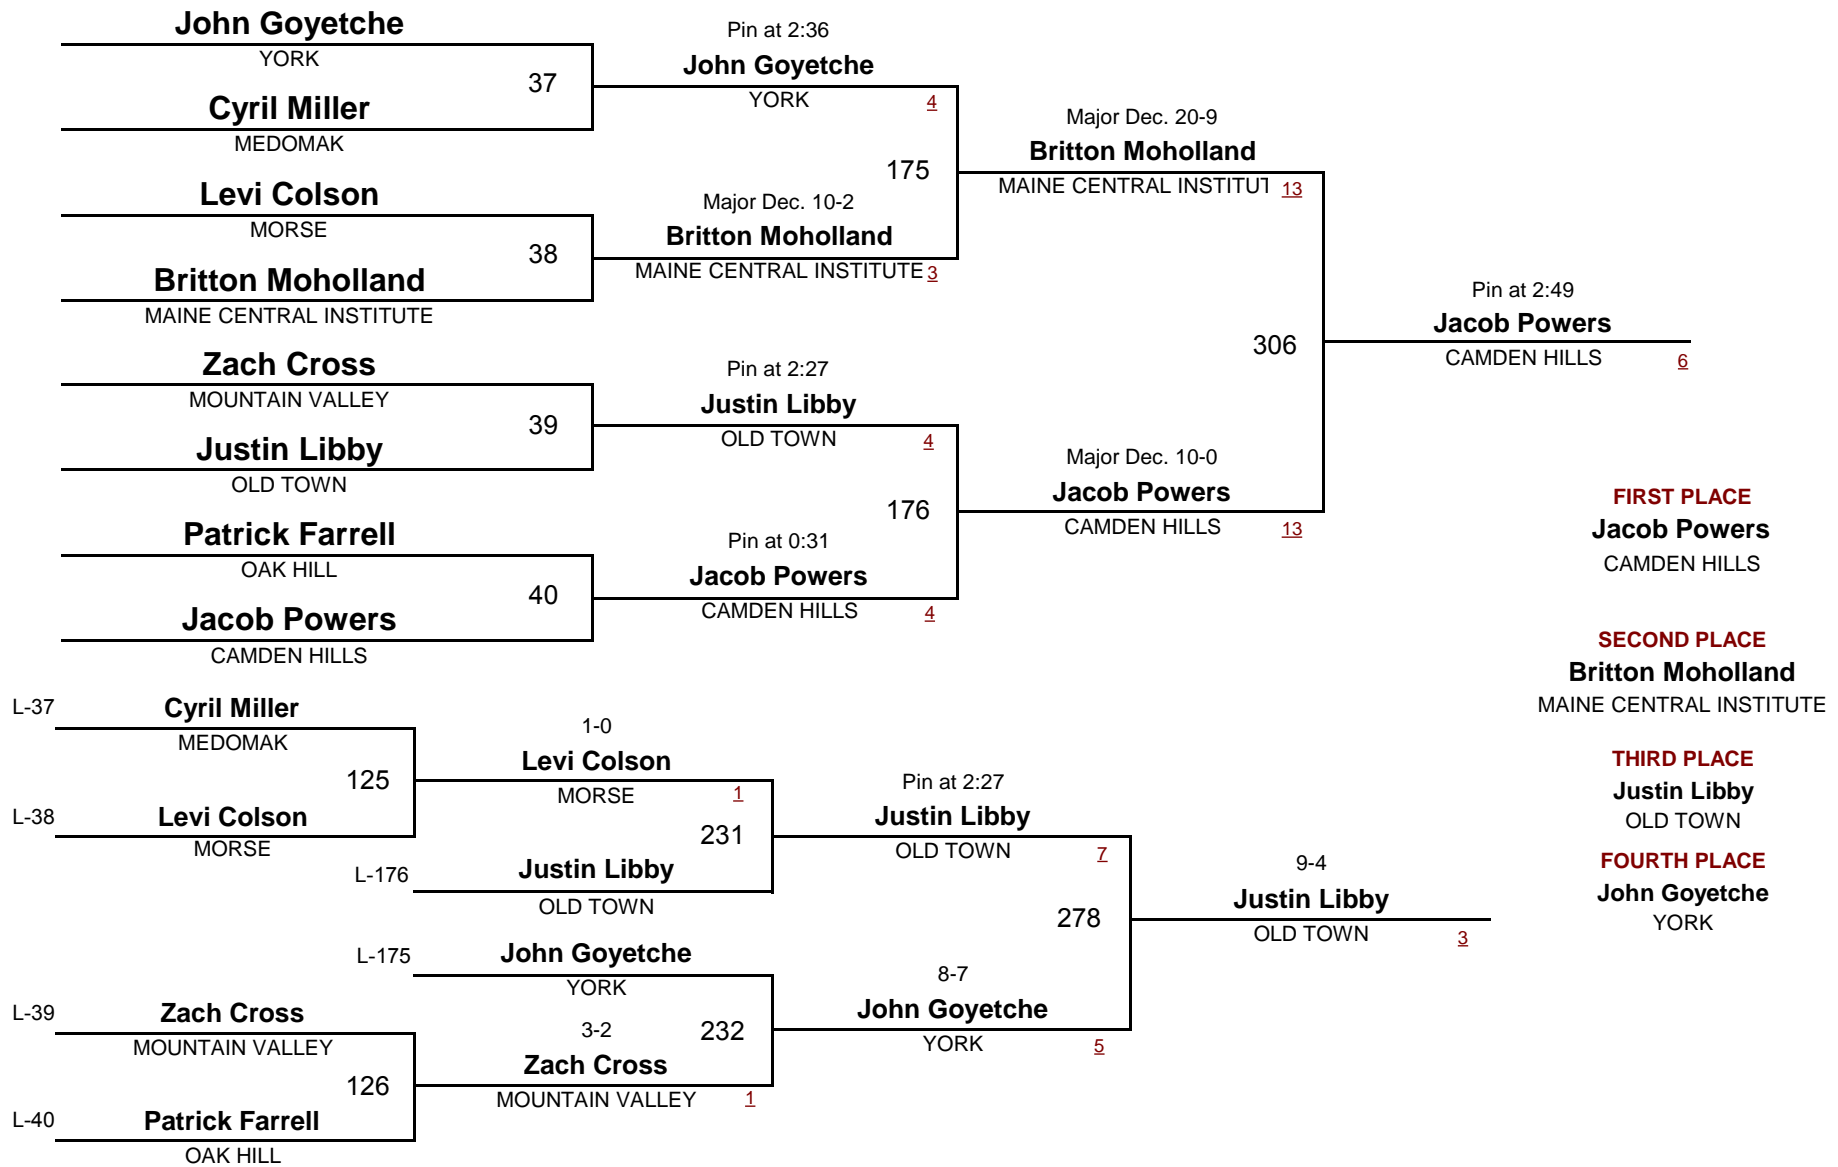 John Goyetche
YORK
37
Cyril Miller
MEDOMAK
Levi Colson
MORSE
38
Britton Moholland
MAINE CENTRAL INSTITUTE
Zach Cross
MOUNTAIN VALLEY
39
Justin Libby
OLD TOWN
Patrick Farrell
OAK HILL
40
Jacob Powers
CAMDEN HILLS
Pin at 2:36
John Goyetche
YORK 4
175
Major Dec. 10-2
Britton Moholland
MAINE CENTRAL INSTITUTE 3
Pin at 2:27
Justin Libby
OLD TOWN 4
176
Pin at 0:31
Jacob Powers
CAMDEN HILLS 4
Major Dec. 20-9
Britton Moholland
MAINE CENTRAL INSTITUT 13
306
Major Dec. 10-0
Jacob Powers
CAMDEN HILLS 13
Pin at 2:49
Jacob Powers
CAMDEN HILLS 6
FIRST PLACE
Jacob Powers
CAMDEN HILLS
SECOND PLACE
Britton Moholland
MAINE CENTRAL INSTITUTE
THIRD PLACE
Justin Libby
OLD TOWN
FOURTH PLACE
John Goyetche
YORK
L-37 Cyril Miller
MEDOMAK
125
L-38 Levi Colson
MORSE
1-0
Levi Colson
MORSE 1
231
L-176 Justin Libby
OLD TOWN
L-175 John Goyetche
YORK
232
3-2
Zach Cross
MOUNTAIN VALLEY 1
L-39 Zach Cross
MOUNTAIN VALLEY
126
L-40 Patrick Farrell
OAK HILL
Pin at 2:27
Justin Libby
OLD TOWN 7
278
8-7
John Goyetche
YORK 5
9-4
Justin Libby
OLD TOWN 3